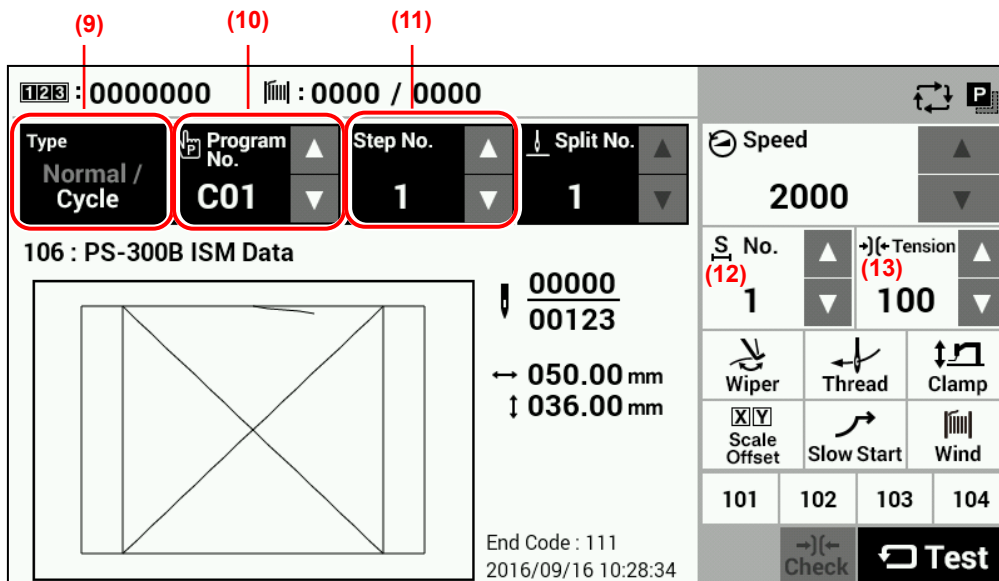 (9) (10) (11)
123 : 0000000 : 0000 / 0000 P
Type Normal / Cycle
P Program No. C01
Step No. 1
Split No. 1
Speed 2000
106 : PS-300B ISM Data
00000
00123
050.00 mm
036.00 mm
S No. (12) 1
Tension (13) 100
Wiper Thread Clamp
XY Scale Offset Slow Start Wind
101 102 103 104
End Code : 111
2016/09/16 10:28:34
Check Test